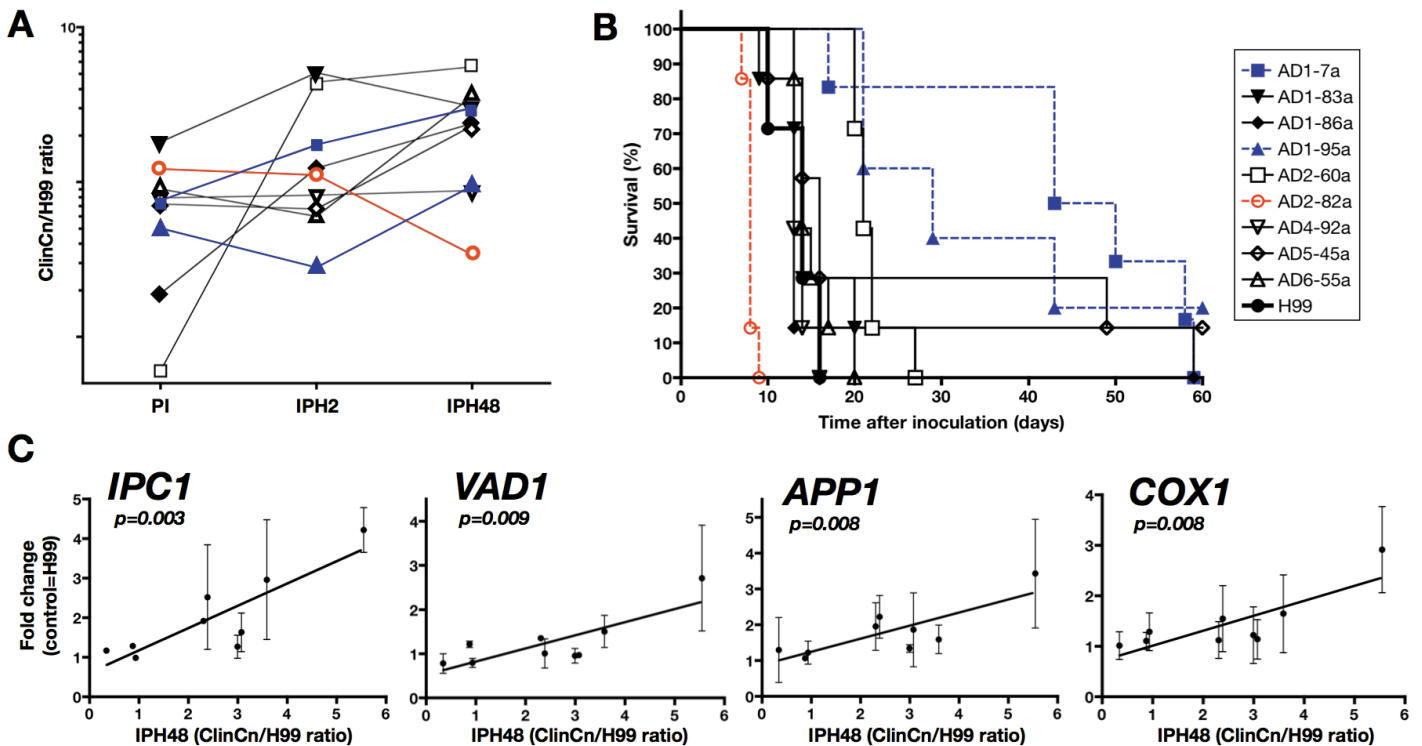 A
10
ClinCn/H99 ratio
PI
IPH2
IPH48
B
100
90
80
70
60
50
40
30
20
10
0
Survival (%)
0
10
20
30
40
50
60
Time after inoculation (days)
AD1-7a
AD1-83a
AD1-86a
AD1-95a
AD2-60a
AD2-82a
AD4-92a
AD5-45a
AD6-55a
H99
C
IPC1
p=0.003
5
4
3
2
1
0
Fold change
(control=H99)
0 1 2 3 4 5 6
IPH48 (ClinCn/H99 ratio)
VAD1
p=0.009
4
3
2
1
0
0 1 2 3 4 5 6
IPH48 (ClinCn/H99 ratio)
APP1
p=0.008
5
4
3
2
1
0
0 1 2 3 4 5 6
IPH48 (ClinCn/H99 ratio)
COX1
p=0.008
4
3
2
1
0
0 1 2 3 4 5 6
IPH48 (ClinCn/H99 ratio)